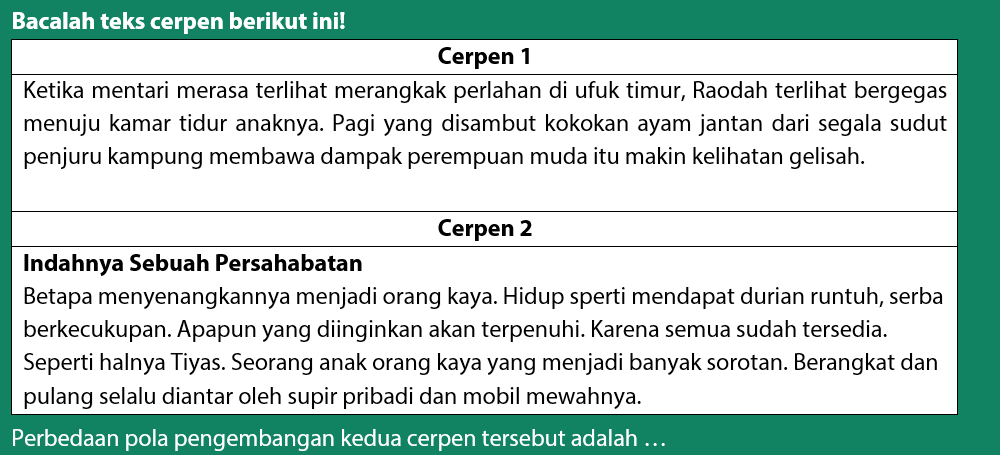 Bacalah teks cerpen berikut ini!
Cerpen 1
Ketika mentari merasa terlihat merangkak perlahan di ufuk timur, Raodah terlihat bergegas
menuju kamar tidur anaknya. Pagi yang disambut kokokan ayam jantan dari segala sudut
penjuru kampung membawa dampak perempuan muda itu makin kelihatan gelisah.
Cerpen 2
Indahnya Sebuah Persahabatan
Betapa menyenangkannya menjadi orang kaya. Hidup sperti mendapat durian runtuh, serba
berkecukupan. Apapun yang diinginkan akan terpenuhi. Karena semua sudah tersedia.
Seperti halnya Tiyas. Seorang anak orang kaya yang menjadi banyak sorotan. Berangkat dan
pulang selalu diantar oleh supir pribadi dan mobil mewahnya.
Perbedaan pola pengembangan kedua cerpen tersebut adalah …